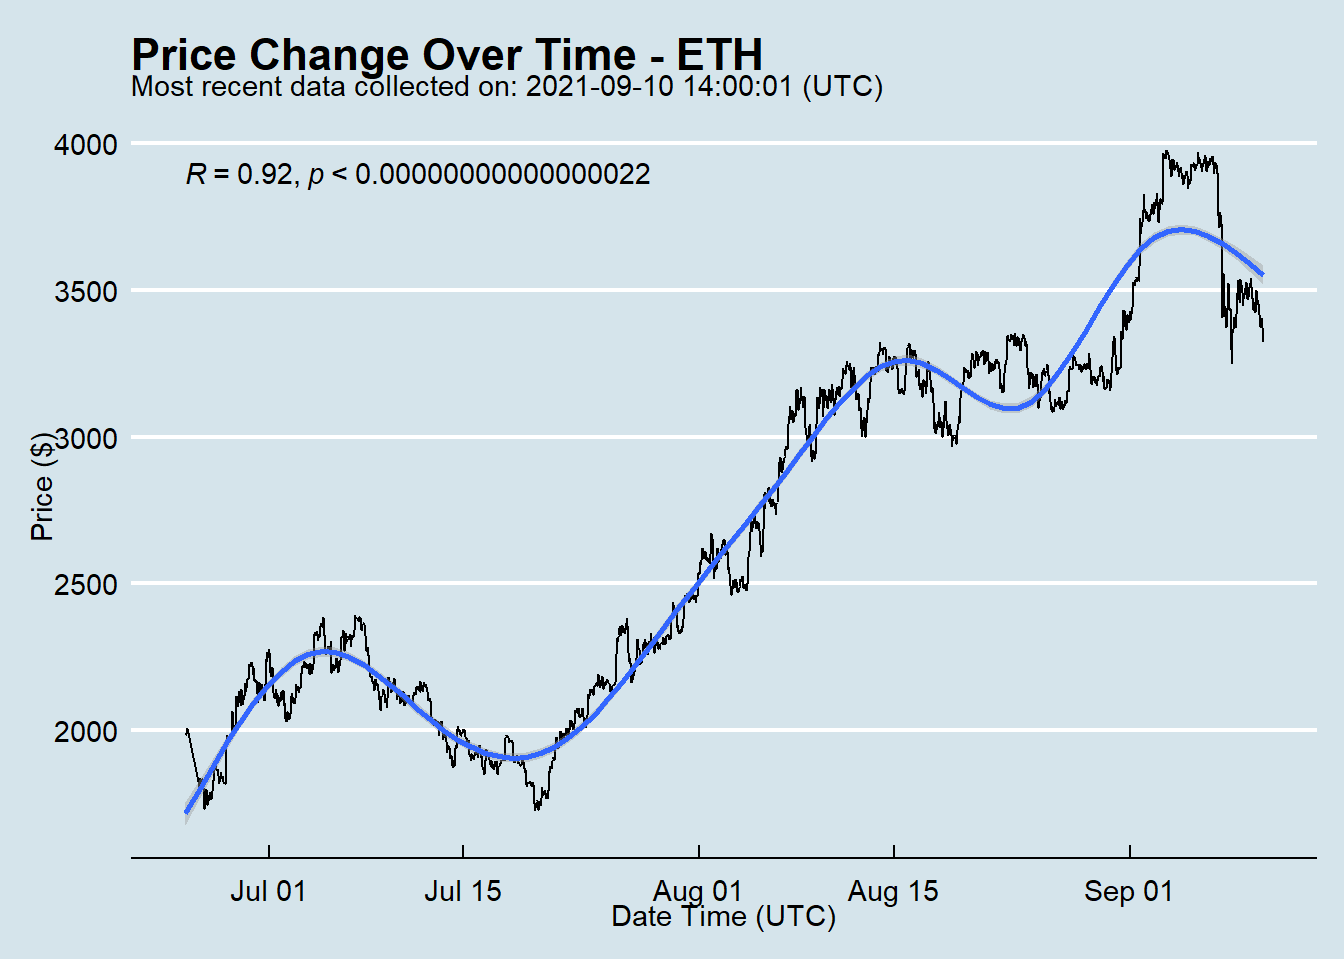 Price Change Over Time - ETH
Most recent data collected on: 2021-09-10 14:00:01 (UTC)
R = 0.92, p < 0.00000000000000022
4000
3500
3000
2500
2000
Price ($)
Jul 01 Jul 15 Aug 01 Aug 15 Sep 01
Date Time (UTC)